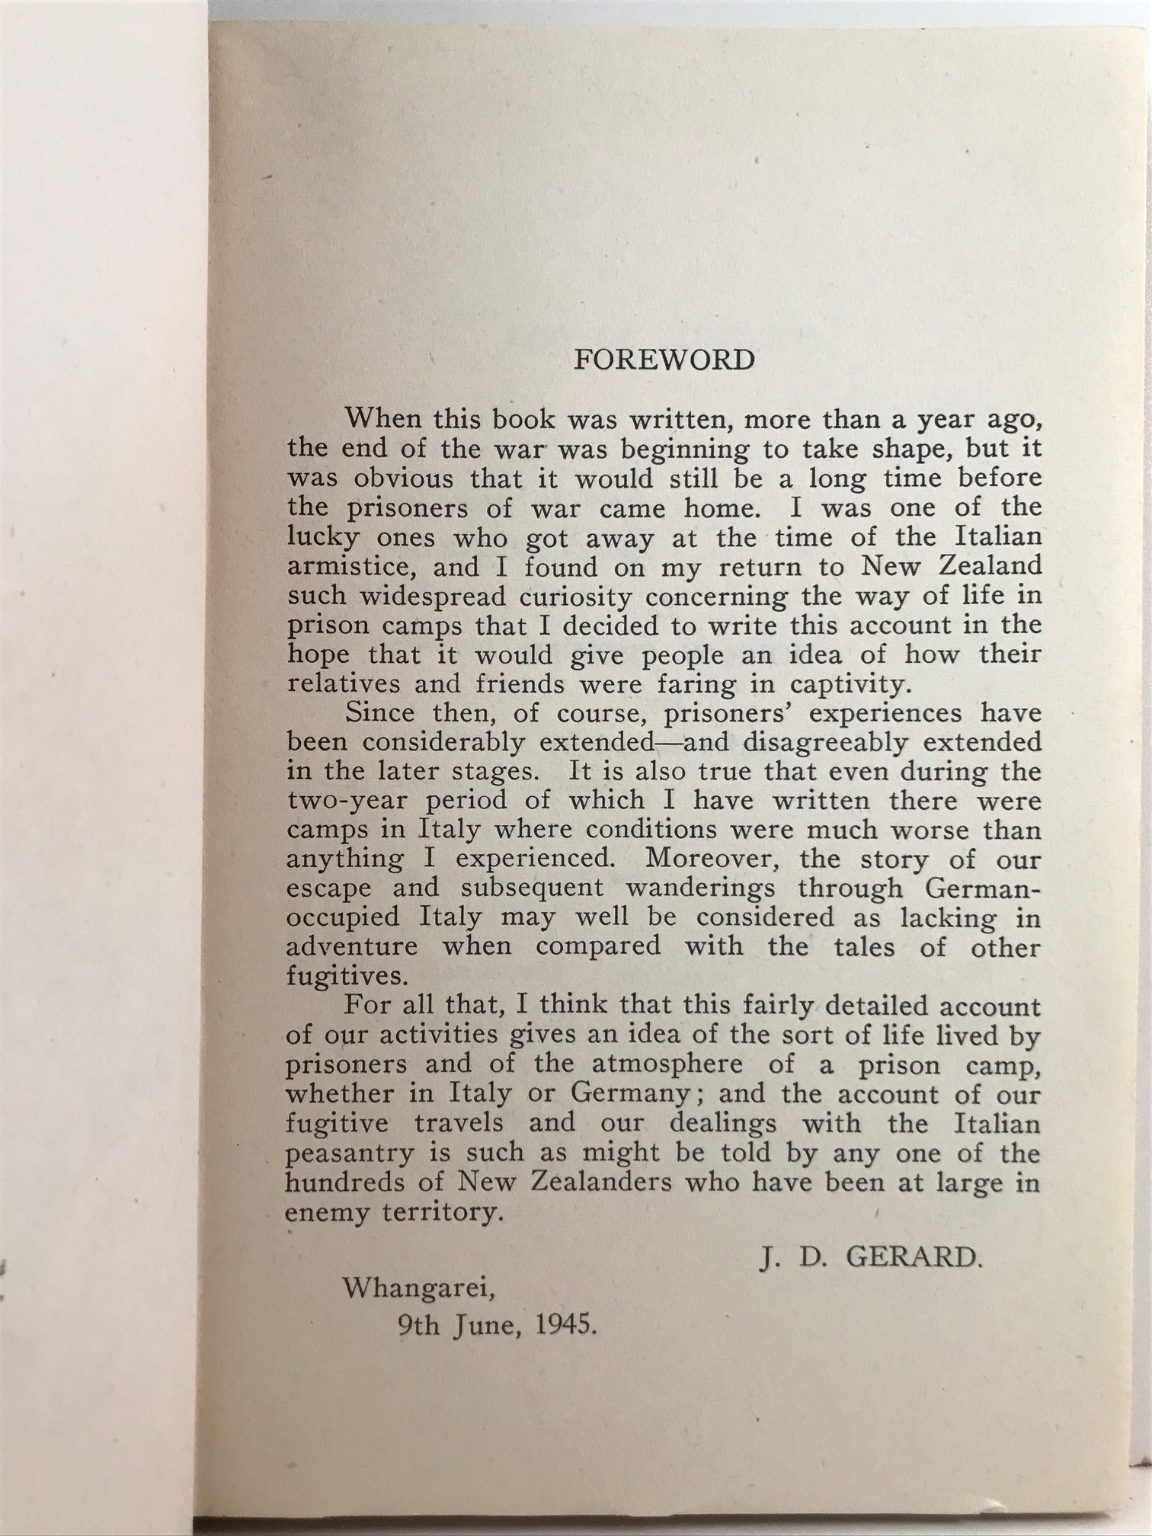 FOREWORD
When this book was written, more than a year ago,
the end of the war was beginning to take shape, but it
was obvious that it would still be a long time before
the prisoners of war came home. I was one of the
lucky ones who got away at the time of the Italian
armistice, and I found on my return to New Zealand
such widespread curiosity concerning the way of life in
prison camps that I decided to write this account in the
hope that it would give people an idea of how their
relatives and friends were faring in captivity.
Since then, of course, prisoners' experiences have
been considerably extended—and disagreeably extended
in the later stages. It is also true that even during the
two-year period of which I have written there were
camps in Italy where conditions were much worse than
anything I experienced. Moreover, the story of our
escape and subsequent wanderings through German-
occupied Italy may well be considered as lacking in
adventure when compared with the tales of other
fugitives.
For all that, I think that this fairly detailed account
of our activities gives an idea of the sort of life lived by
prisoners and of the atmosphere of a prison camp,
whether in Italy or Germany; and the account of our
fugitive travels and our dealings with the Italian
peasantry is such as might be told by any one of the
hundreds of New Zealanders who have been at large in
enemy territory.
J. D. GERARD.
Whangarei,
9th June, 1945.